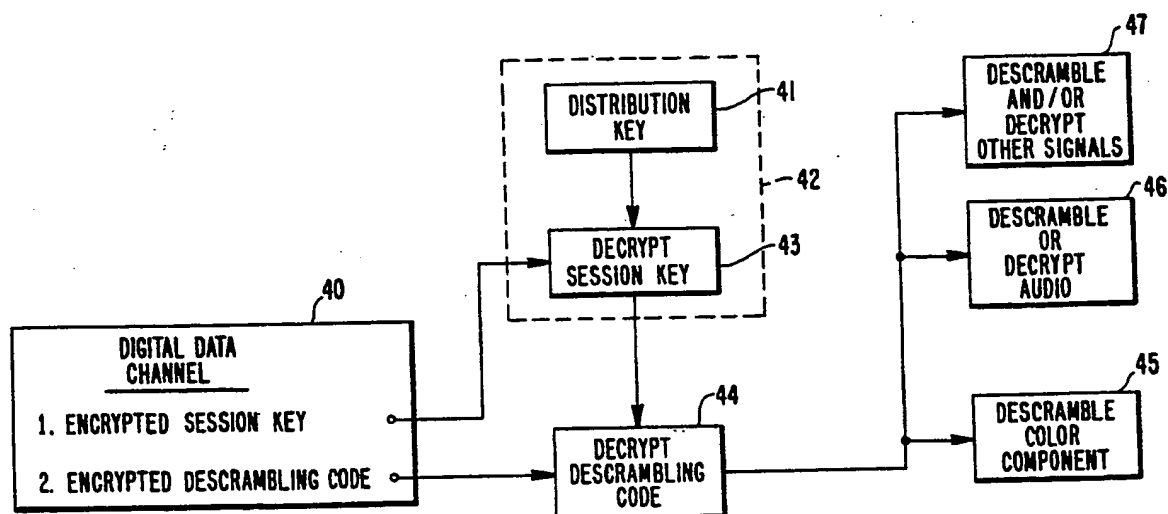 47
DESCRAMBLE
AND/OR
DECRYPT
OTHER SIGNALS
41
DISTRIBUTION
KEY
42
46
DESCRAMBLE
OR
DECRYPT
AUDIO
43
DECRYPT
SESSION KEY
40
DIGITAL DATA
CHANNEL
1. ENCRYPTED SESSION KEY
2. ENCRYPTED DESCRAMBLING CODE
44
DECRYPT
DESCRAMBLING
CODE
45
DESCRAMBLE
COLOR
COMPONENT